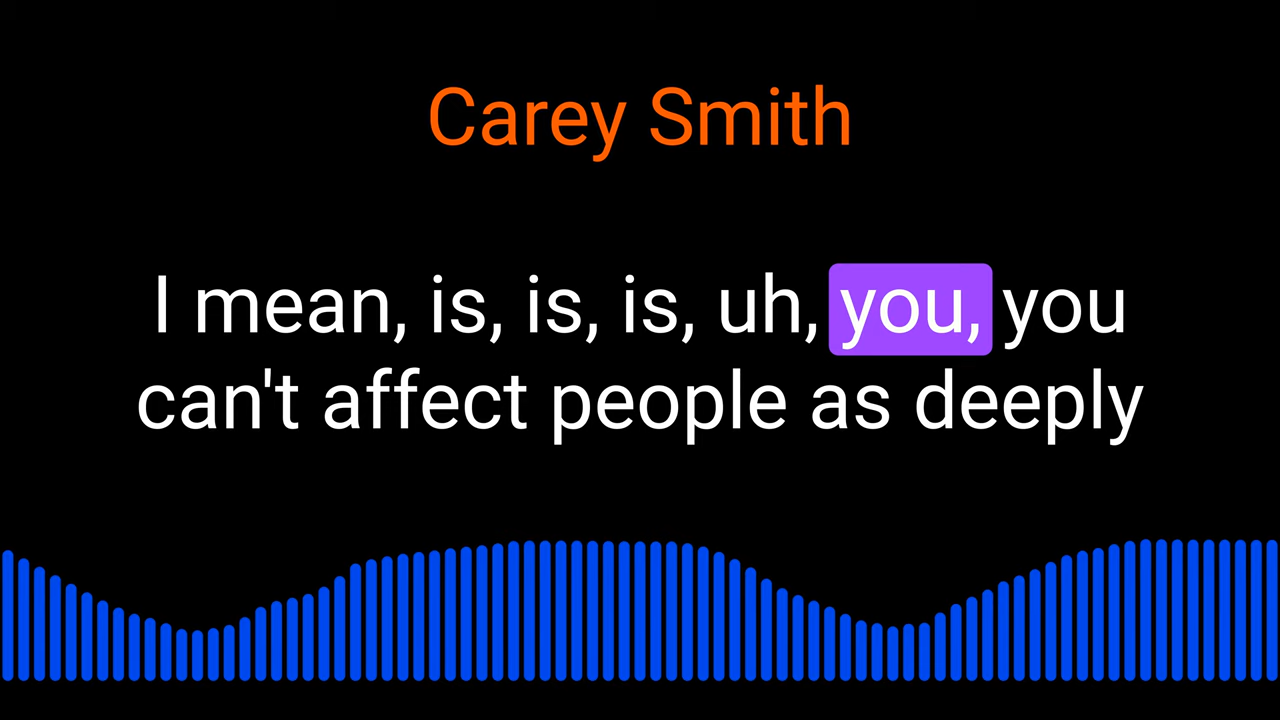 Carey Smith
I mean, is, is, is, uh, you, you
can't affect people as deeply